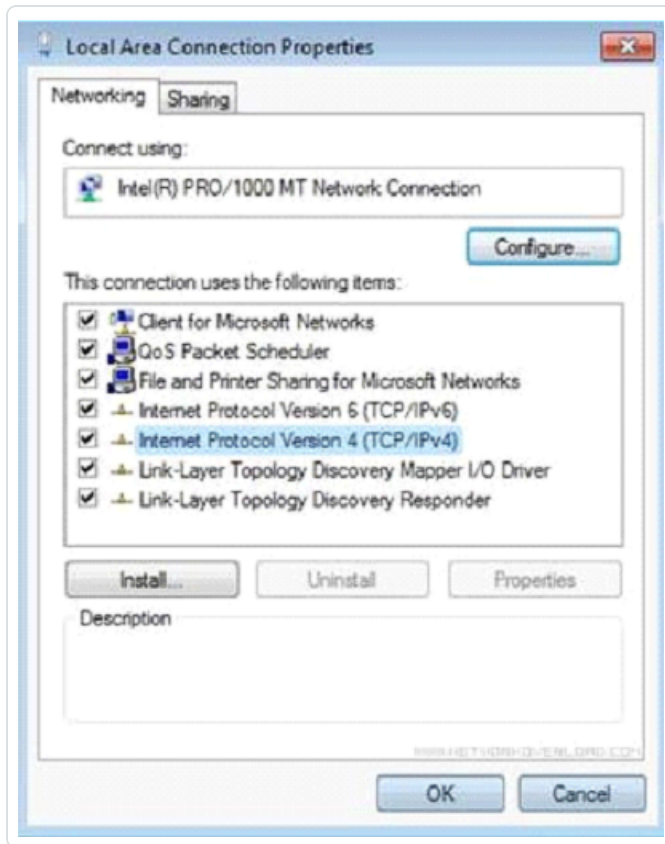 Local Area Connection Properties
Networking Sharing
Connect using:
Intel(R) PRO/1000 MT Network Connection
Configure...
This connection uses the following items:
Client for Microsoft Networks
QoS Packet Scheduler
File and Printer Sharing for Microsoft Networks
Internet Protocol Version 6 (TCP/IPv6)
Internet Protocol Version 4 (TCP/IPv4)
Link-Layer Topology Discovery Mapper I/O Driver
Link-Layer Topology Discovery Responder
Install... Uninstall Properties
Description
OK Cancel